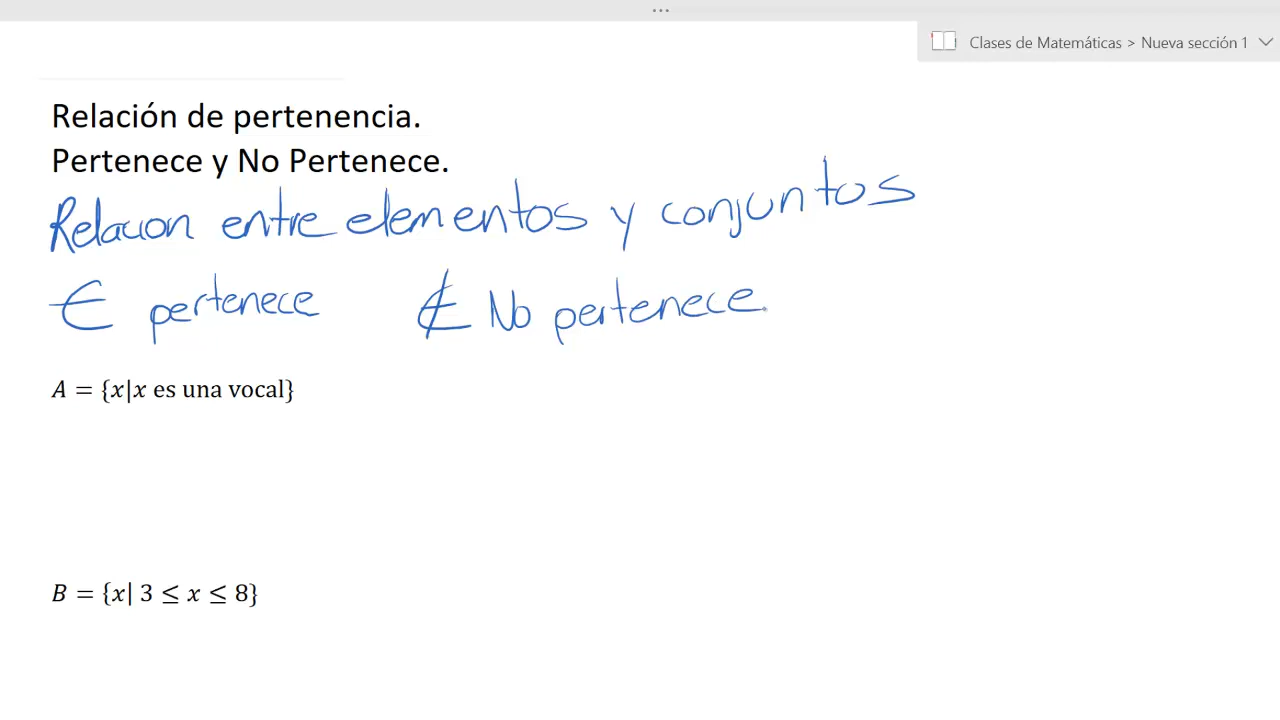 ...
Clases de Matemáticas > Nueva sección 1
Relación de pertenencia.
Pertenece y No Pertenece.
Relacion entre elementos y conjuntos
∈ pertenece ∉ No pertenece.
A = {x|x es una vocal}
B = {x| 3 ≤ x ≤ 8}